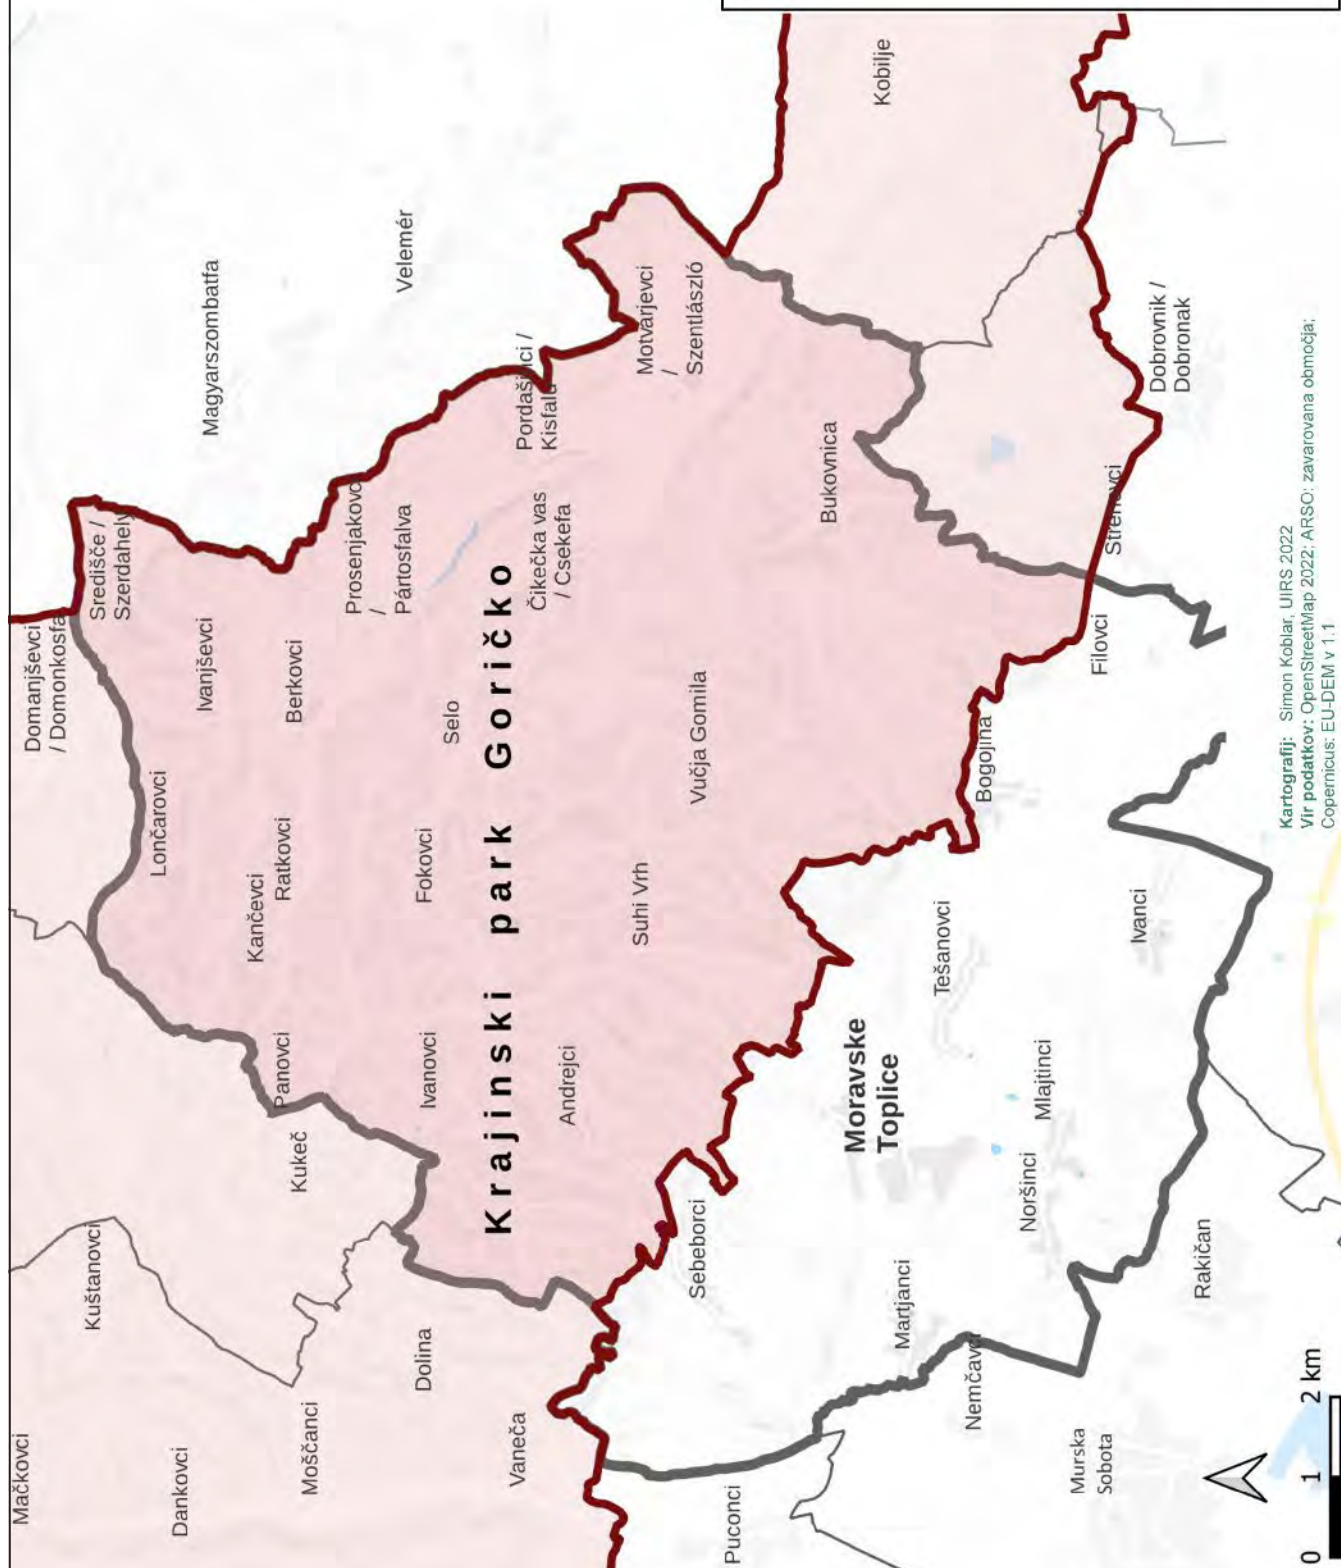 Mačkovci
Domanjševci
/ Domonkosfa
Kuštanovci
Središče /
Szerdahely
Dankovci
Lončarovci
Ivanjševci
Magyarszombatfa
Kančevci
Ratkovci
Panovci
Berkovci
Kukeč
Moščanci
Prosenjakovci
/
Pártosfalva
Velemér
Dolina
Ivanovci
Fokovci
Selo
Krajinski park Goričko
Vaneča
Čikečka vas
/ Csekefa
Pordašinci /
Kisfalu
Andrejci
Suhi Vrh
Motvarjevci
/
Szentlászló
Sebeborci
Vučja Gomila
Puconci
Bukovnica
Moravske
Toplice
Kobilje
Martjanci
Tešanovci
Nemčavci
Bogojina
Noršinci
Mlajtinci
Murska
Sobota
Filovci
Strehovci
Ivanci
Dobrovnik /
Dobronak
Rakičan
Kartografij: Simon Koblar, UIRS 2022
Vir podatkov: OpenStreetMap 2022; ARSO: zavarovana območja;
Copernicus: EU-DEM v 1.1
0 1 2 km